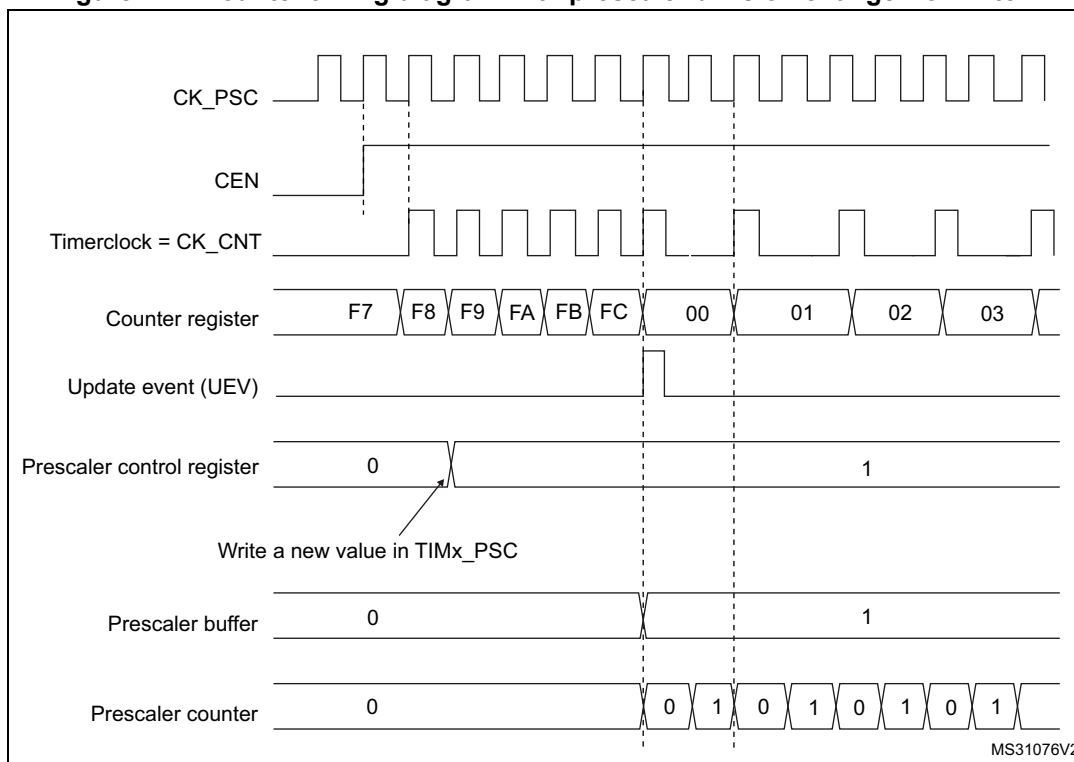 CK_PSC
CEN
Timerclock = CK_CNT
Counter register
F7 F8 F9 FA FB FC 00 01 02 03
Update event (UEV)
Prescaler control register
0 1
Write a new value in TIMx_PSC
Prescaler buffer
0 1
Prescaler counter
0 0 1 0 1 0 1 0 1
MS31076V2